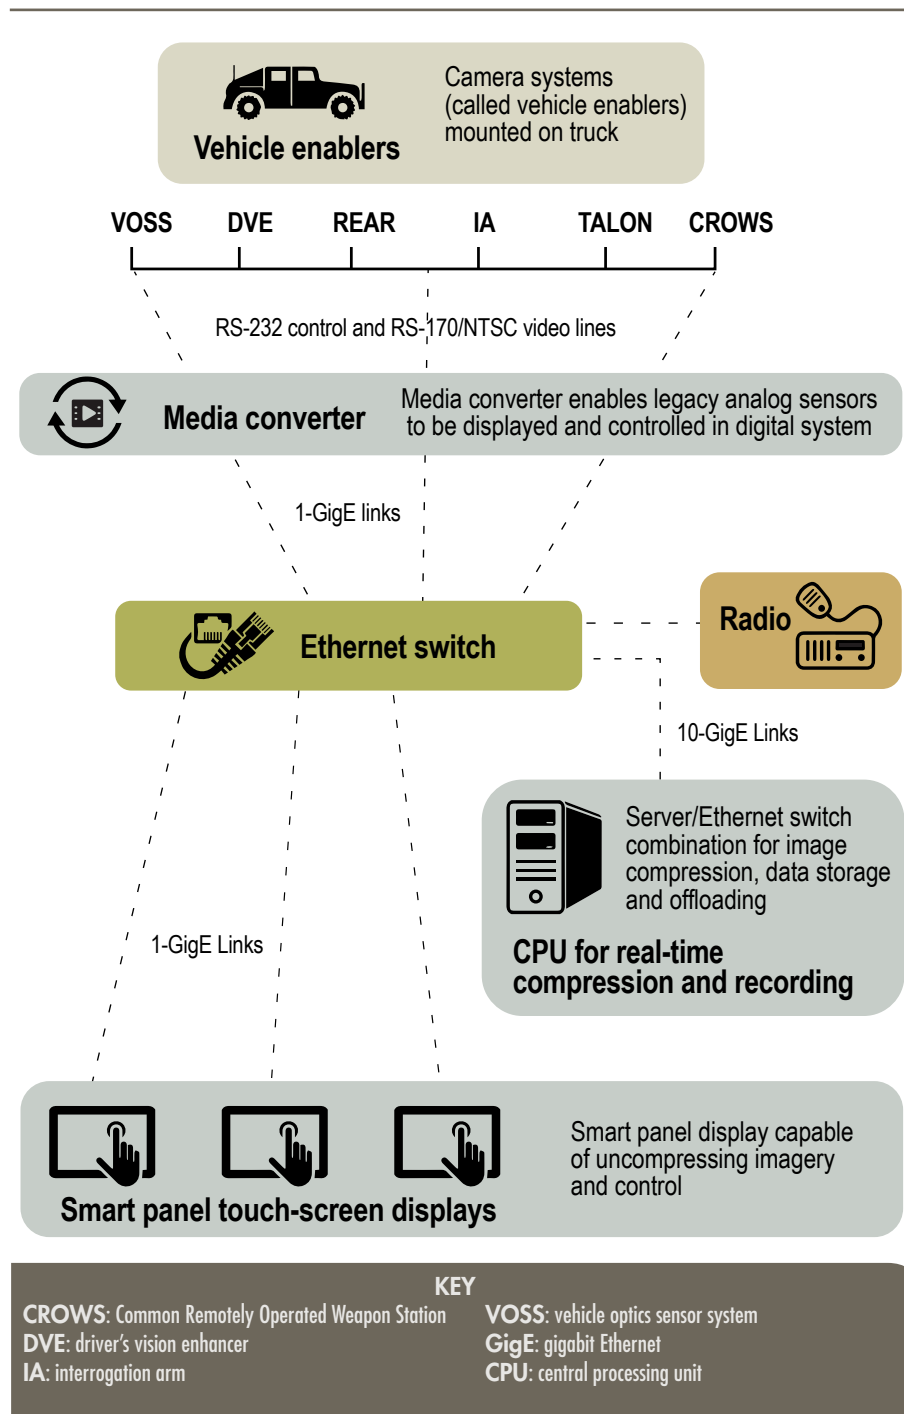 Camera systems
(called vehicle enablers)
mounted on truck
Vehicle enablers
VOSS DVE REAR IA TALON CROWS
RS-232 control and RS-170/NTSC video lines
Media converter
Media converter enables legacy analog sensors
to be displayed and controlled in digital system
1-GigE links
Ethernet switch
Radio
10-GigE Links
Server/Ethernet switch
combination for image
compression, data storage
and offloading
CPU for real-time
compression and recording
1-GigE Links
Smart panel display capable
of uncompressing imagery
and control
Smart panel touch-screen displays
KEY
CROWS: Common Remotely Operated Weapon Station
DVE: driver's vision enhancer
IA: interrogation arm
VOSS: vehicle optics sensor system
GigE: gigabit Ethernet
CPU: central processing unit